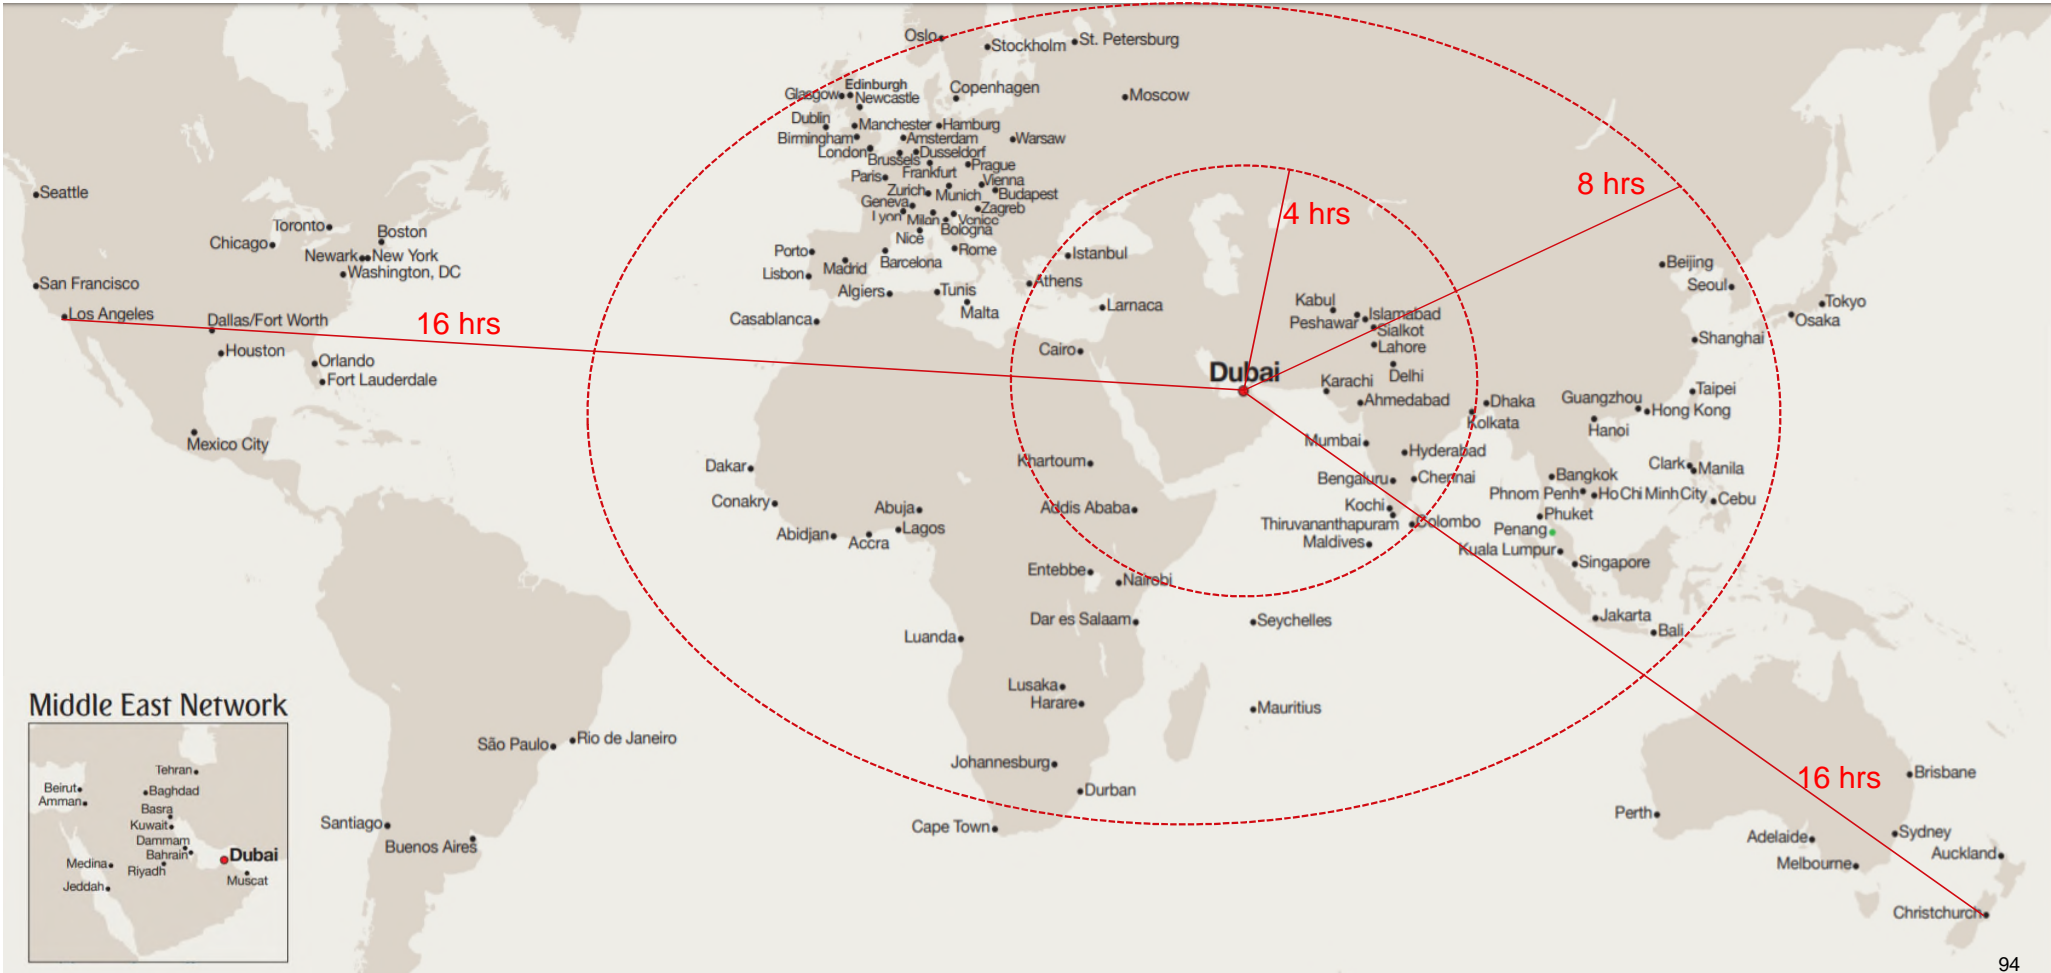 Oslo
Stockholm
St. Petersburg
Edinburgh
Glasgow
Newcastle
Copenhagen
Moscow
Dublin
Manchester
Hamburg
Birmingham
Amsterdam
Warsaw
London
Brussels
Dusseldorf
Paris
Frankfurt
Prague
Vienna
Zurich
Munich
Budapest
Geneva
Zagreb
Lyon
Milan
Venice
Bologna
Nice
Rome
Porto
Madrid
Barcelona
Lisbon
Algiers
Tunis
Malta
Casablanca
Istanbul
Athens
Larnaca
Cairo
Seattle
Toronto
Boston
Chicago
Newark
New York
Washington, DC
San Francisco
Los Angeles
Dallas/Fort Worth
Houston
Orlando
Fort Lauderdale
Mexico City
16 hrs
4 hrs
8 hrs
Kabul
Islamabad
Peshawar
Sialkot
Lahore
Dubai
Delhi
Karachi
Ahmedabad
Dhaka
Kolkata
Mumbai
Hyderabad
Bengaluru
Chennai
Kochi
Thiruvananthapuram
Colombo
Maldives
Beijing
Seoul
Tokyo
Osaka
Shanghai
Taipei
Guangzhou
Hong Kong
Hanoi
Clark
Manila
Bangkok
Phnom Penh
Ho Chi Minh City
Cebu
Phuket
Penang
Kuala Lumpur
Singapore
Jakarta
Bali
Dakar
Conakry
Abidjan
Accra
Abuja
Lagos
Khartoum
Addis Ababa
Entebbe
Nairobi
Dar es Salaam
Luanda
Lusaka
Harare
Johannesburg
Durban
Cape Town
Seychelles
Mauritius
São Paulo
Rio de Janeiro
Santiago
Buenos Aires
16 hrs
Brisbane
Perth
Adelaide
Sydney
Melbourne
Auckland
Christchurch
Middle East Network
Tehran
Beirut
Baghdad
Amman
Basra
Kuwait
Dammam
Bahrain
Dubai
Medina
Riyadh
Muscat
Jeddah
94